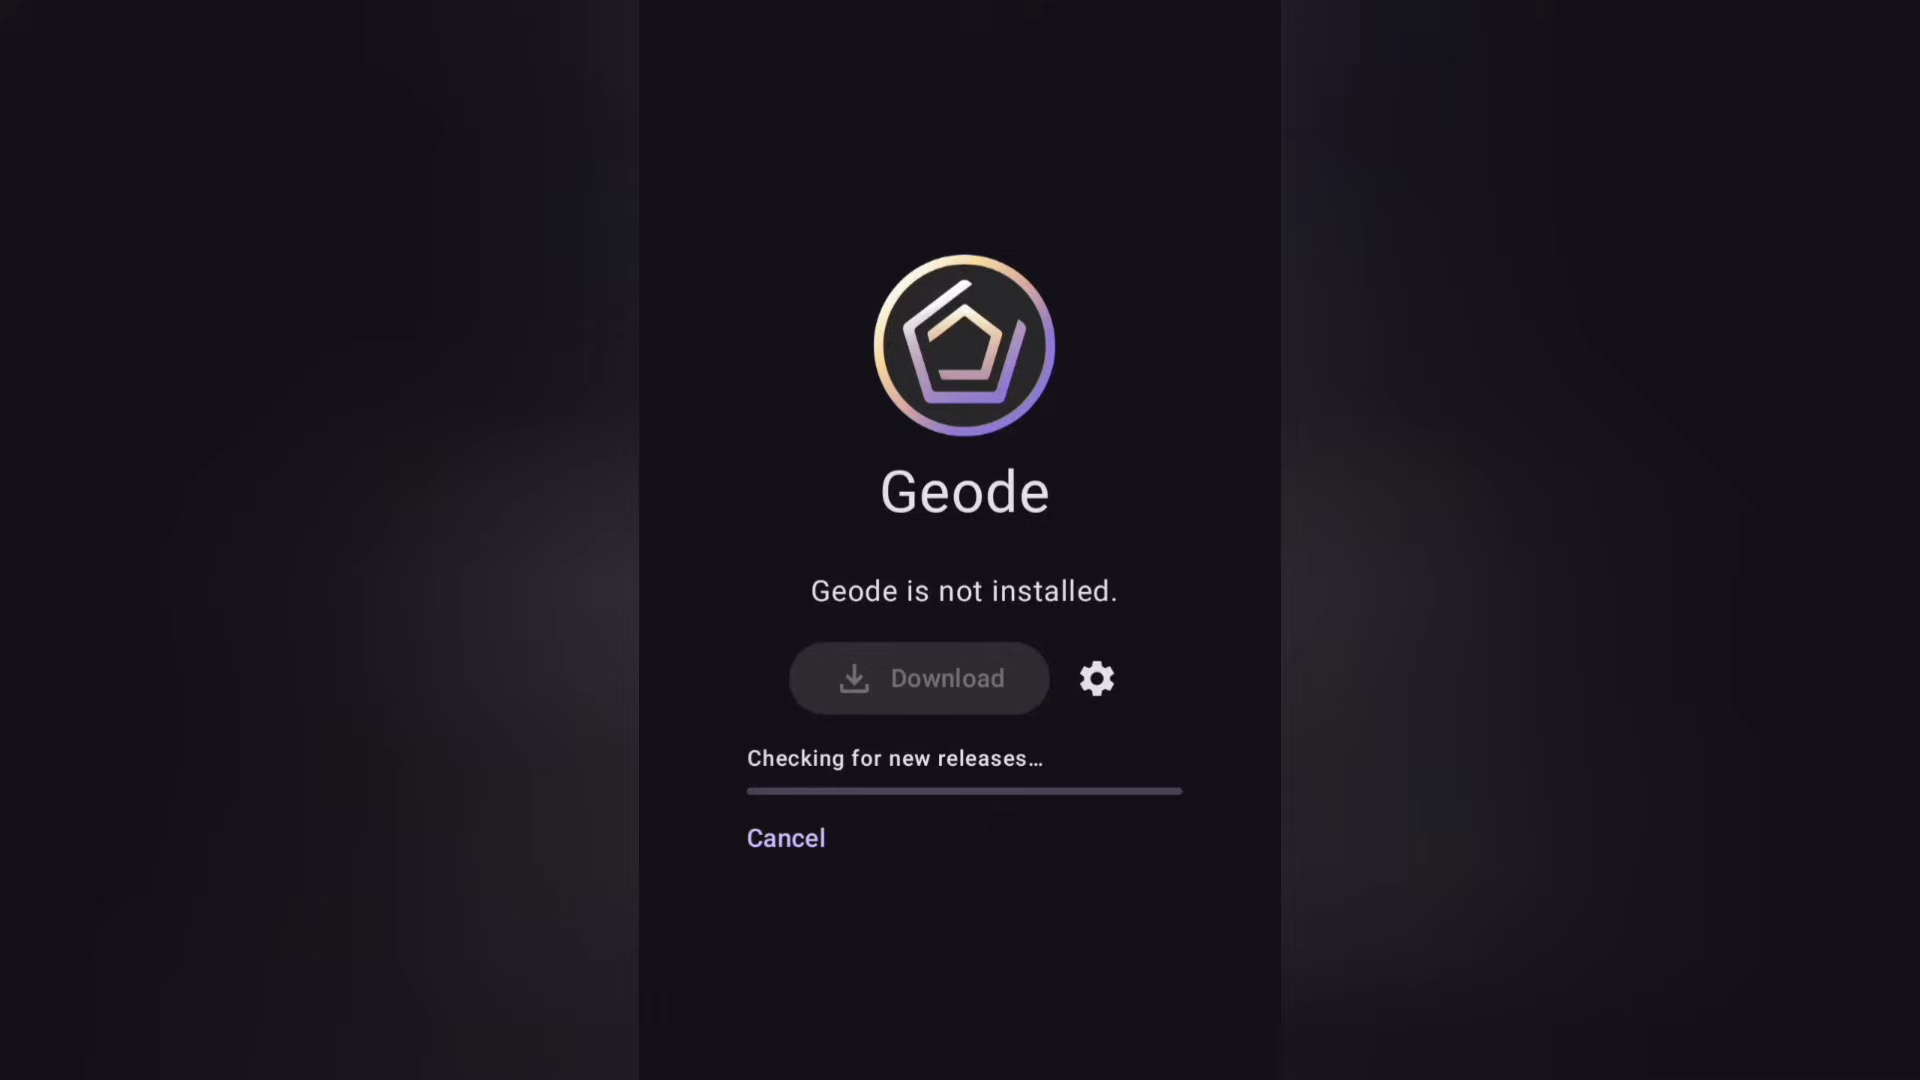 Geode
Geode is not installed.
Download
Checking for new releases…
Cancel